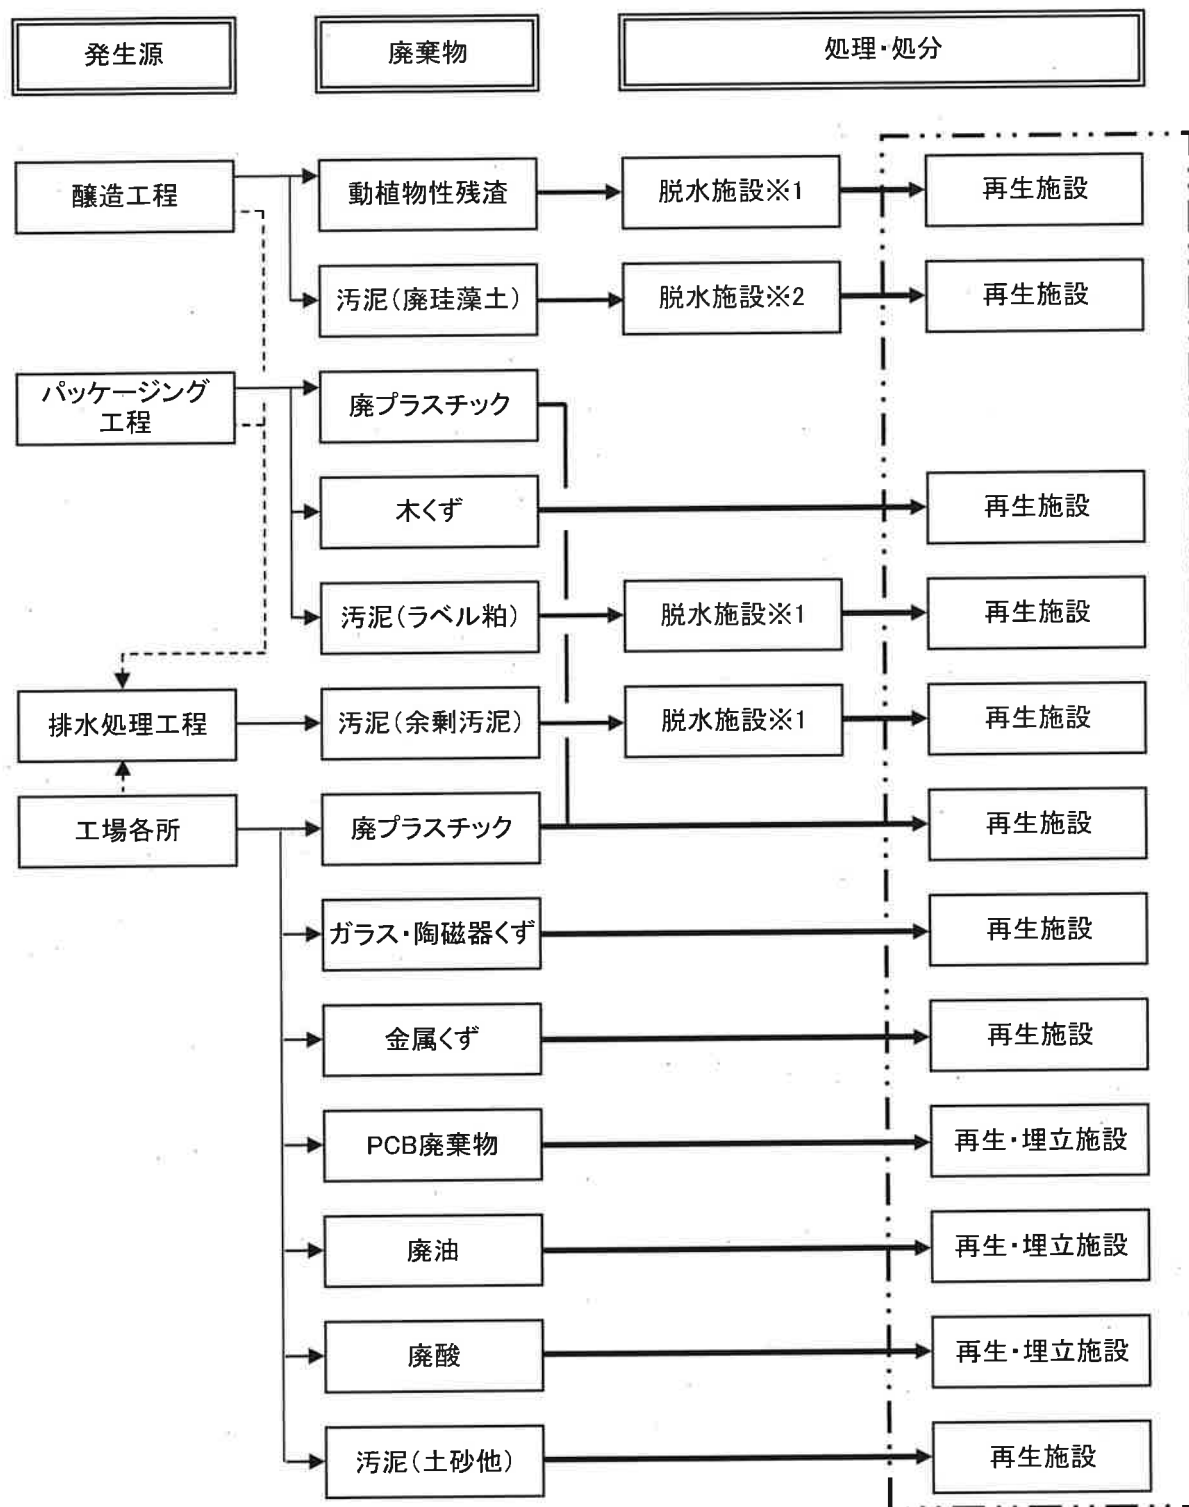 発生源
廃棄物
処理・処分
醸造工程
動植物性残渣
脱水施設※1
再生施設
汚泥(廃珪藻土)
脱水施設※2
再生施設
パッケージング
工程
廃プラスチック
木くず
再生施設
汚泥(ラベル粕)
脱水施設※1
再生施設
排水処理工程
汚泥(余剰汚泥)
脱水施設※1
再生施設
工場各所
廃プラスチック
再生施設
ガラス・陶磁器くず
再生施設
金属くず
再生施設
PCB廃棄物
再生・埋立施設
廃油
再生・埋立施設
廃酸
再生・埋立施設
汚泥(土砂他)
再生施設